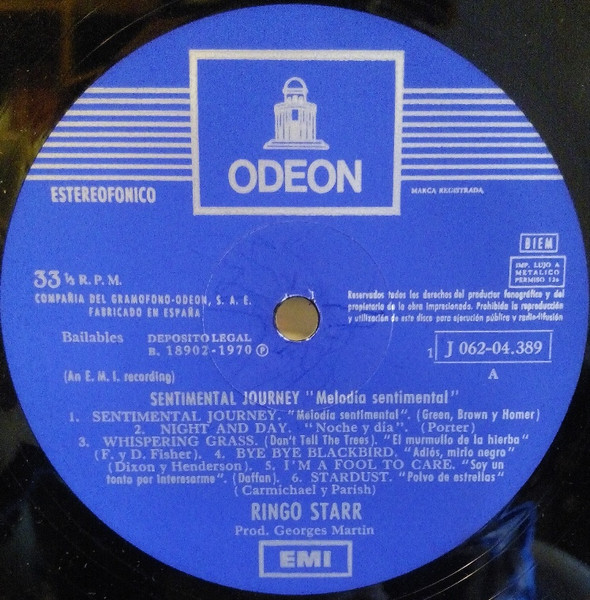 ODEON
ESTEREOFONICO
MARCA REGISTRADA
BIEM
IMP. LUJO A
METALICO
PERMISO 126
33 ⅓ R. P. M.
COMPAÑIA DEL GRAMOFONO-ODEON, S. A. E.
FABRICADO EN ESPAÑA
Reservados todos los derechos del productor fonográfico y del
propietario de la obra impresionada. Prohibida la reproducción
y utilización de este disco para ejecución pública y radio-difusión
Bailables
DEPOSITO LEGAL
B. 18902-1970 Ⓟ
1 J 062-04.389
(An E. M. I. recording)
A
SENTIMENTAL JOURNEY "Melodía sentimental"
1. SENTIMENTAL JOURNEY. "Melodía sentimental". (Green, Brown y Homer)
2. NIGHT AND DAY. "Noche y día". (Porter)
3. WHISPERING GRASS. (Don't Tell The Trees). "El murmullo de la hierba"
(F. y D. Fisher). 4. BYE BYE BLACKBIRD. "Adiós, mirlo negro"
(Dixon y Henderson). 5. I'M A FOOL TO CARE. "Soy un
tonto por interesarme". (Daffan). 6. STARDUST. "Polvo de estrellas"
(Carmichael y Parish)
RINGO STARR
Prod. Georges Martin
EMI